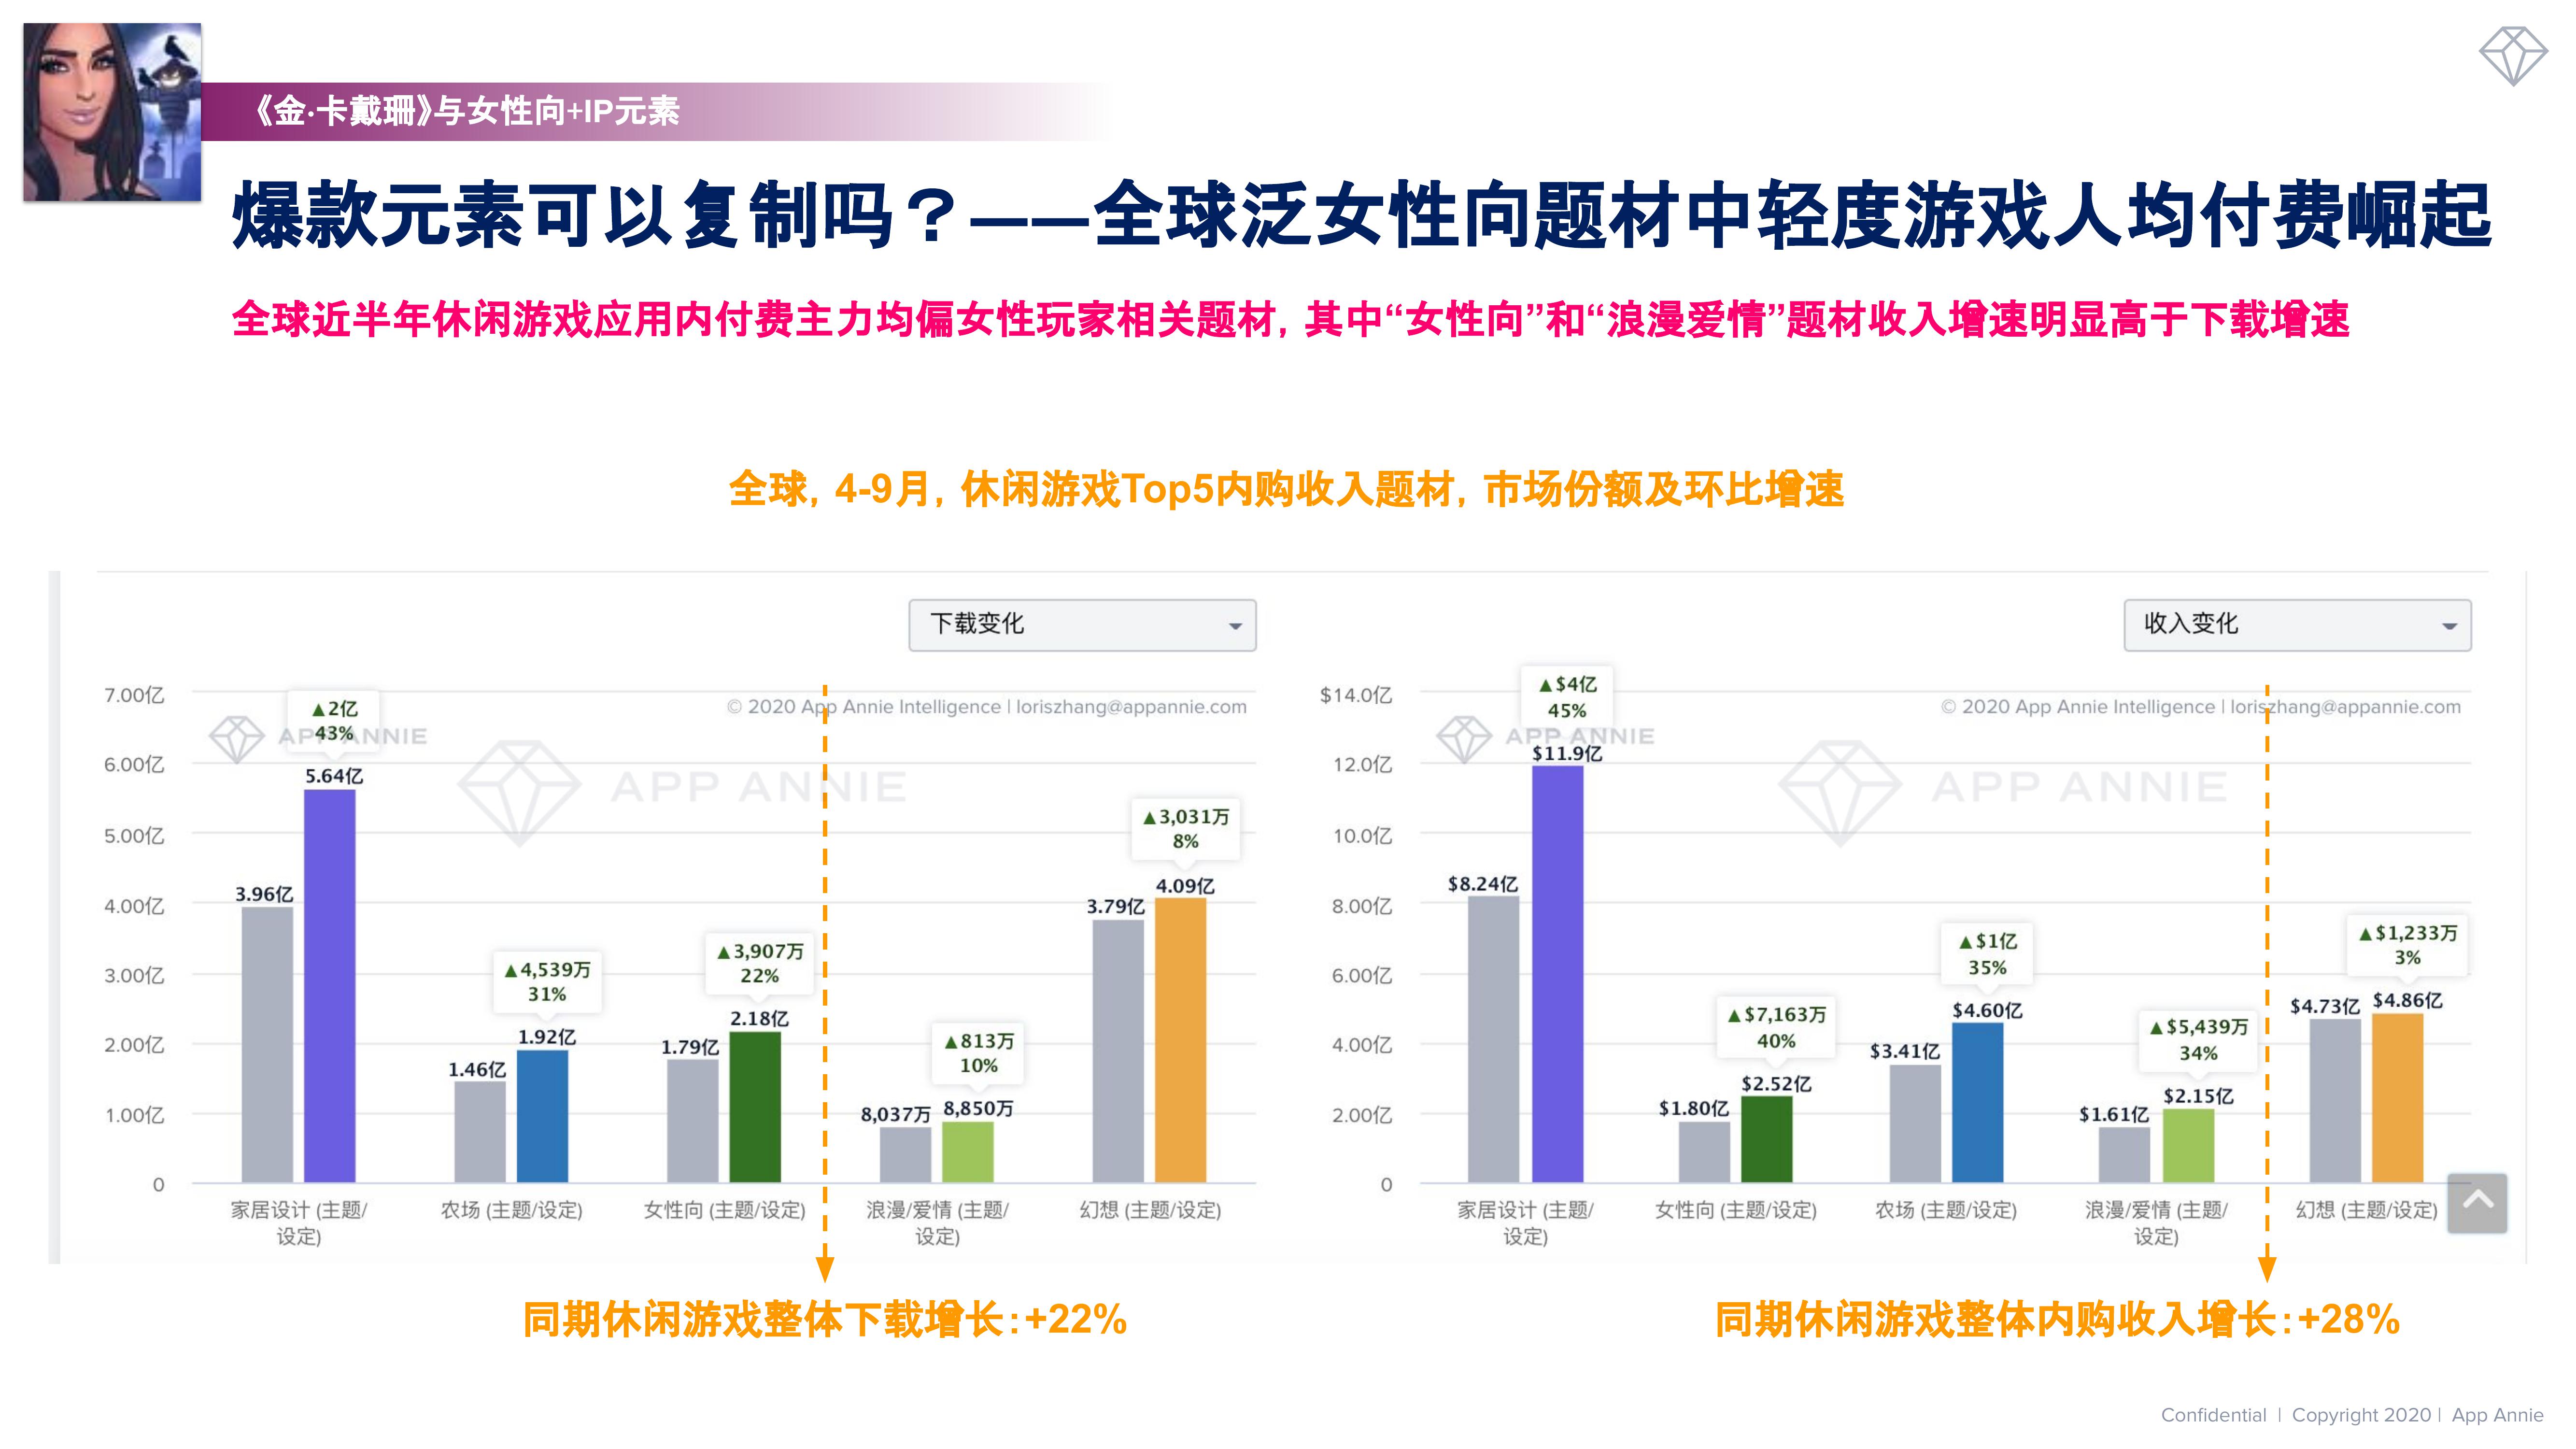 《金·卡戴珊》与女性向+IP元素
爆款元素可以复制吗？——全球泛女性向题材中轻度游戏人均付费崛起
全球近半年休闲游戏应用内付费主力均偏女性玩家相关题材，其中“女性向”和“浪漫爱情”题材收入增速明显高于下载增速
全球，4-9月，休闲游戏Top5内购收入题材，市场份额及环比增速
下载变化
7.00亿
6.00亿
5.00亿
4.00亿
3.00亿
2.00亿
1.00亿
0
© 2020 App Annie Intelligence | loriszhang@appannie.com
APP ANNIE
APP ANNIE
▲2亿
43%
3.96亿
5.64亿
▲4,539万
31%
1.46亿
1.92亿
▲3,907万
22%
1.79亿
2.18亿
▲813万
10%
8,037万
8,850万
▲3,031万
8%
3.79亿
4.09亿
家居设计 (主题/
设定)
农场 (主题/设定)
女性向 (主题/设定)
浪漫/爱情 (主题/
设定)
幻想 (主题/设定)
同期休闲游戏整体下载增长：+22%
收入变化
$14.0亿
12.0亿
10.0亿
8.00亿
6.00亿
4.00亿
2.00亿
0
© 2020 App Annie Intelligence | loriszhang@appannie.com
APP ANNIE
APP ANNIE
▲$4亿
45%
$8.24亿
$11.9亿
▲$7,163万
40%
$1.80亿
$2.52亿
▲$1亿
35%
$3.41亿
$4.60亿
▲$5,439万
34%
$1.61亿
$2.15亿
▲$1,233万
3%
$4.73亿
$4.86亿
家居设计 (主题/
设定)
女性向 (主题/设定)
农场 (主题/设定)
浪漫/爱情 (主题/
设定)
幻想 (主题/设定)
同期休闲游戏整体内购收入增长：+28%
Confidential | Copyright 2020 | App Annie